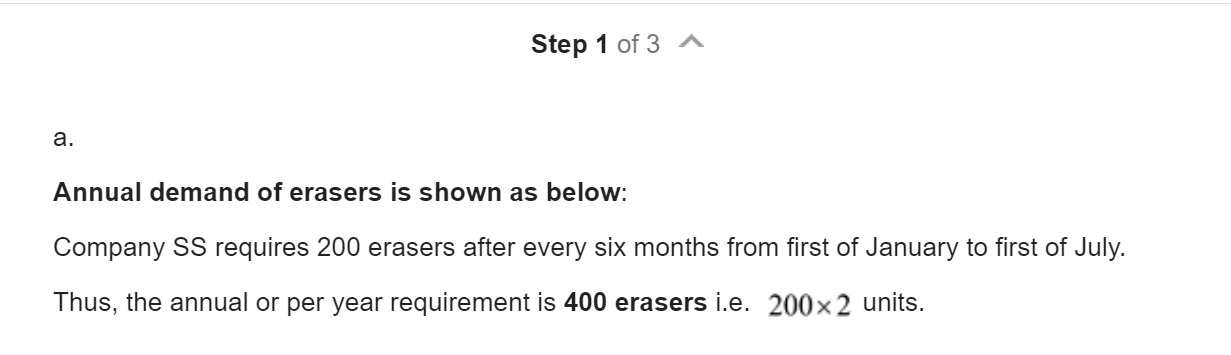 Step 1 of 3
a.
Annual demand of erasers is shown as below:
Company SS requires 200 erasers after every six months from first of January to first of July.
Thus, the annual or per year requirement is 400 erasers i.e. 200×2 units.